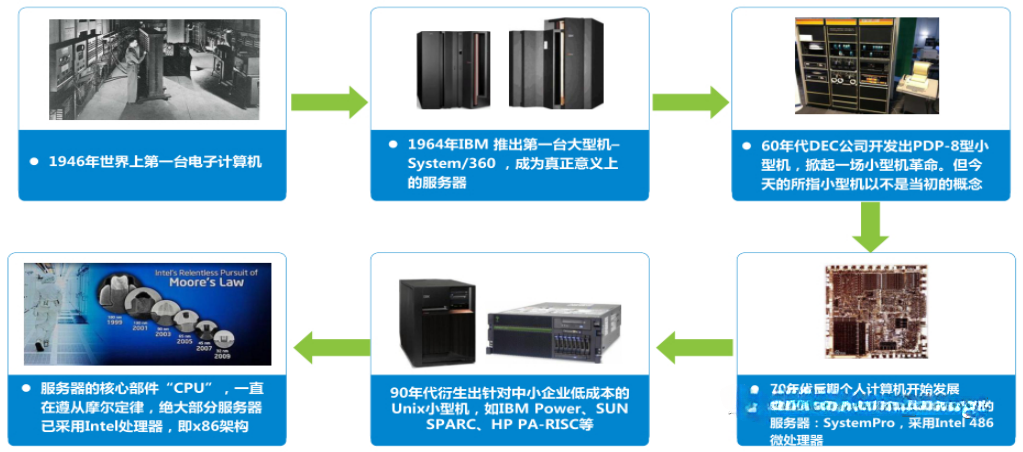 1946年世界上第一台电子计算机
1964年IBM 推出第一台大型机–
System/360 ，成为真正意义上
的服务器
60年代DEC公司开发出PDP-8型小
型机，掀起一场小型机革命。但今
天的所指小型机以不是当初的概念
70年代后期个人计算机开始发展
的
服务器：SystemPro，采用Intel 486
微处理器
90年代衍生出针对中小企业低成本的
Unix小型机，如IBM Power、SUN
SPARC、HP PA-RISC等
Intel's Relentless Pursuit of
Moore's Law
1999
2001
2003
2005
2007
2009
服务器的核心部件“CPU”，一直
在遵从摩尔定律，绝大部分服务器
已采用Intel处理器，即x86架构